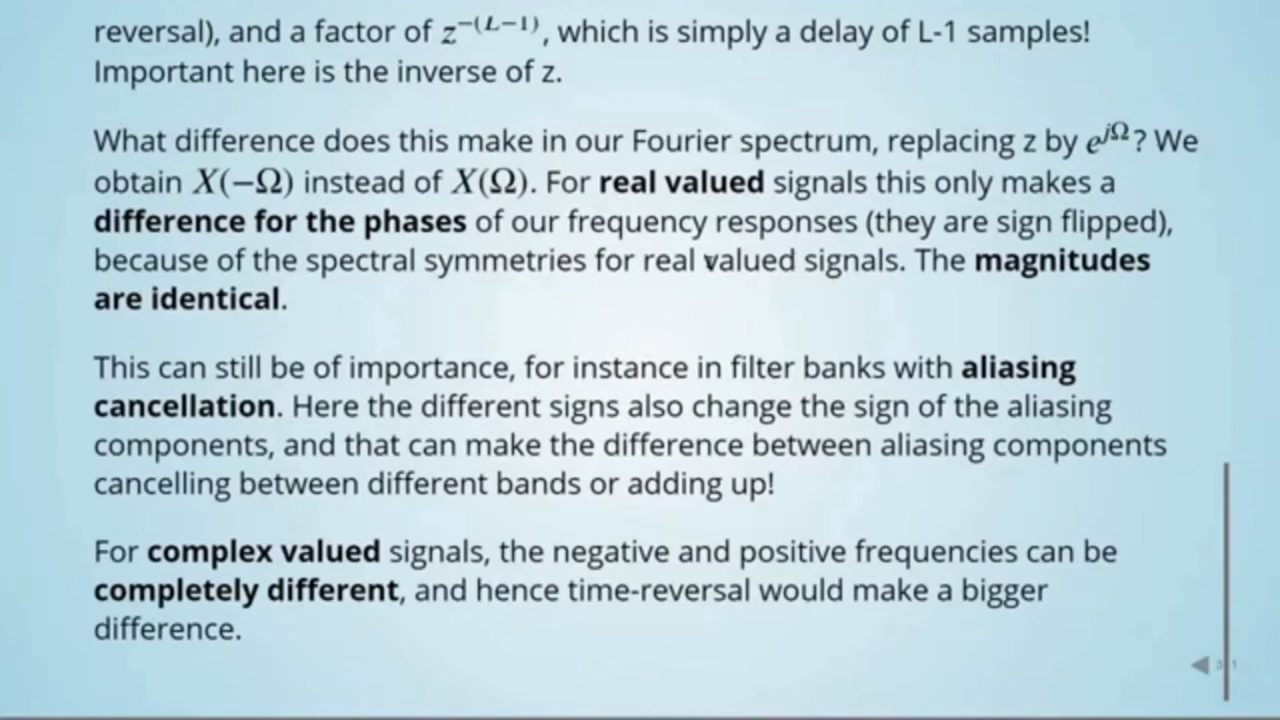 reversal), and a factor of z^{-(L-1)}, which is simply a delay of L-1 samples!
Important here is the inverse of z.
What difference does this make in our Fourier spectrum, replacing z by e^{jΩ}? We
obtain X(−Ω) instead of X(Ω). For real valued signals this only makes a
difference for the phases of our frequency responses (they are sign flipped),
because of the spectral symmetries for real valued signals. The magnitudes
are identical.
This can still be of importance, for instance in filter banks with aliasing
cancellation. Here the different signs also change the sign of the aliasing
components, and that can make the difference between aliasing components
cancelling between different bands or adding up!
For complex valued signals, the negative and positive frequencies can be
completely different, and hence time-reversal would make a bigger
difference.